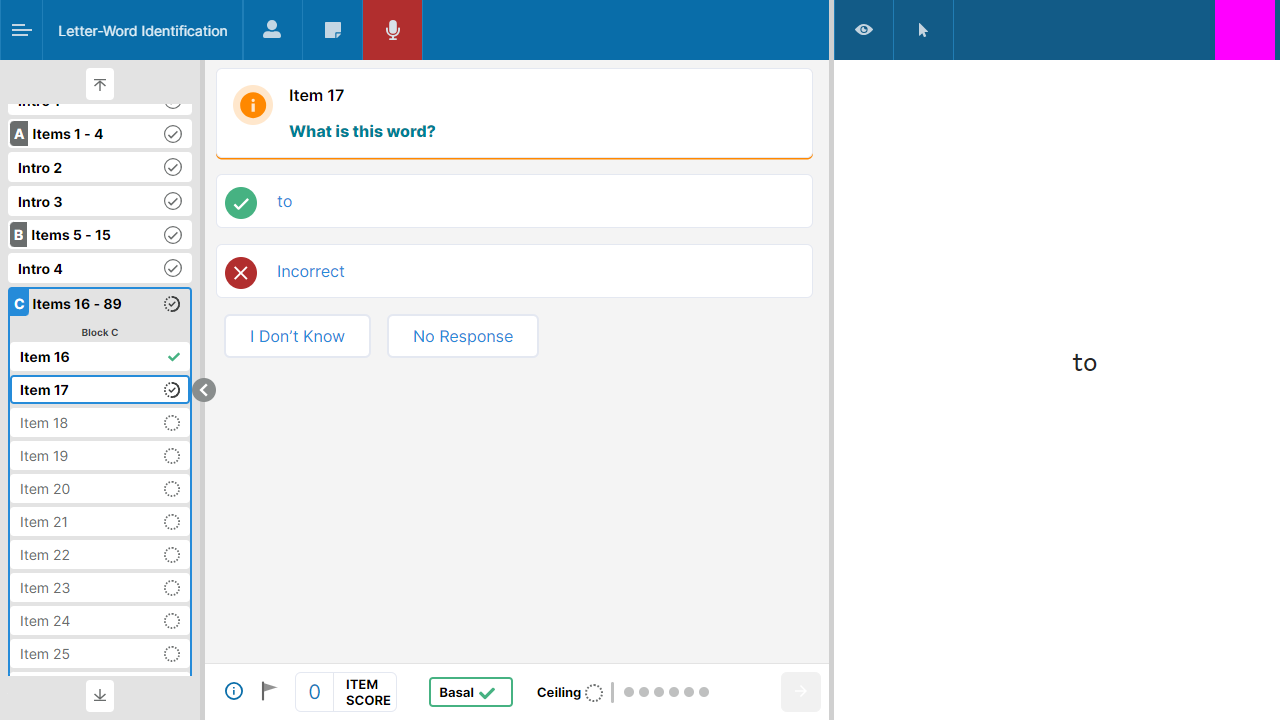 Letter-Word Identification
Intro 1
A Items 1 - 4
Intro 2
Intro 3
B Items 5 - 15
Intro 4
C Items 16 - 89
Block C
Item 16
Item 17
Item 18
Item 19
Item 20
Item 21
Item 22
Item 23
Item 24
Item 25
Item 17
What is this word?
to
Incorrect
I Don’t Know
No Response
0
ITEM
SCORE
Basal
Ceiling
to